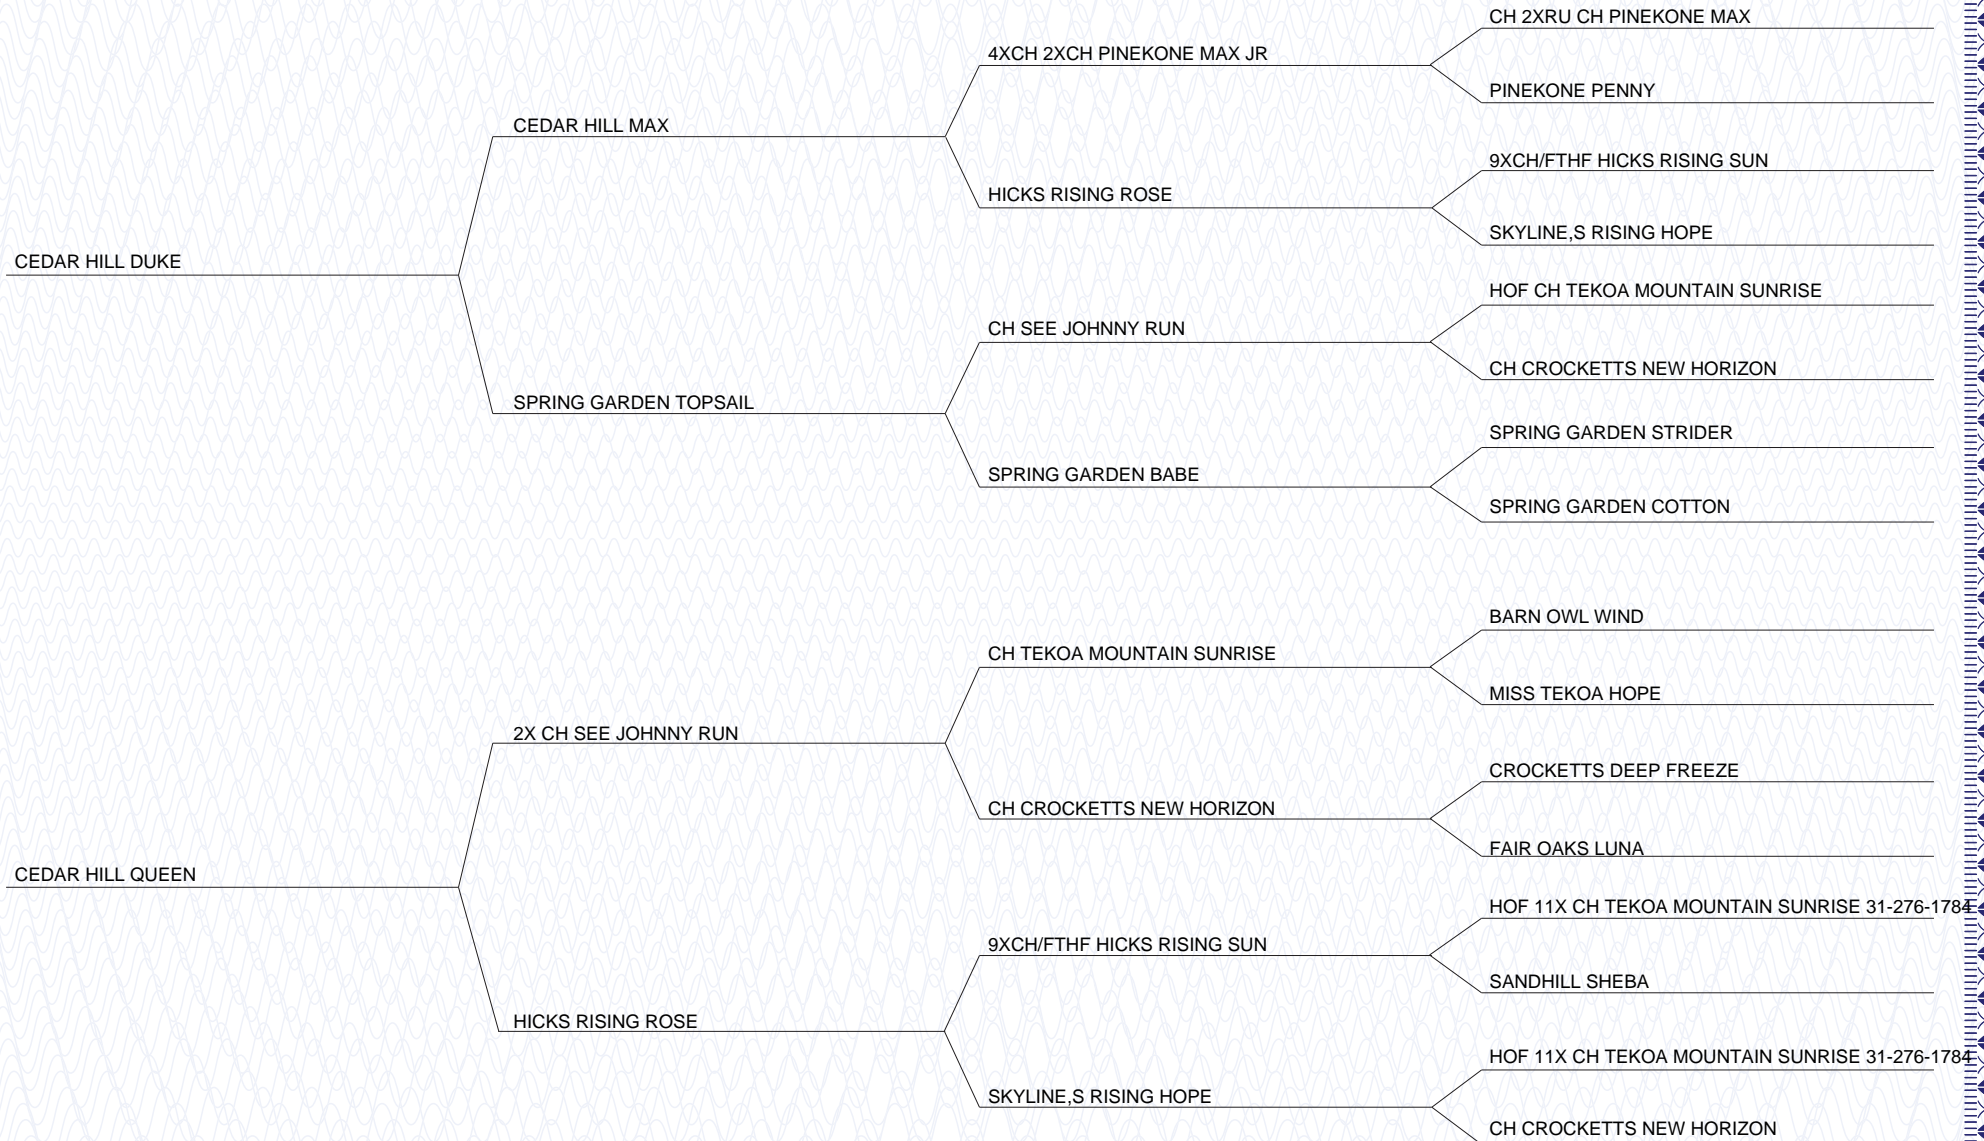 CH 2XRU CH PINEKONE MAX
4XCH 2XCH PINEKONE MAX JR
PINEKONE PENNY
CEDAR HILL MAX
9XCH/FTHF HICKS RISING SUN
HICKS RISING ROSE
SKYLINE,S RISING HOPE
CEDAR HILL DUKE
HOF CH TEKOA MOUNTAIN SUNRISE
CH SEE JOHNNY RUN
CH CROCKETTS NEW HORIZON
SPRING GARDEN TOPSAIL
SPRING GARDEN STRIDER
SPRING GARDEN BABE
SPRING GARDEN COTTON
BARN OWL WIND
CH TEKOA MOUNTAIN SUNRISE
MISS TEKOA HOPE
2X CH SEE JOHNNY RUN
CROCKETTS DEEP FREEZE
CH CROCKETTS NEW HORIZON
FAIR OAKS LUNA
CEDAR HILL QUEEN
HOF 11X CH TEKOA MOUNTAIN SUNRISE 31-276-1784
9XCH/FTHF HICKS RISING SUN
SANDHILL SHEBA
HICKS RISING ROSE
HOF 11X CH TEKOA MOUNTAIN SUNRISE 31-276-1784
SKYLINE,S RISING HOPE
CH CROCKETTS NEW HORIZON